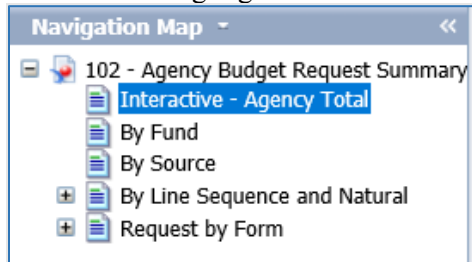 Navigation Map
102 - Agency Budget Request Summary
Interactive - Agency Total
By Fund
By Source
By Line Sequence and Natural
Request by Form